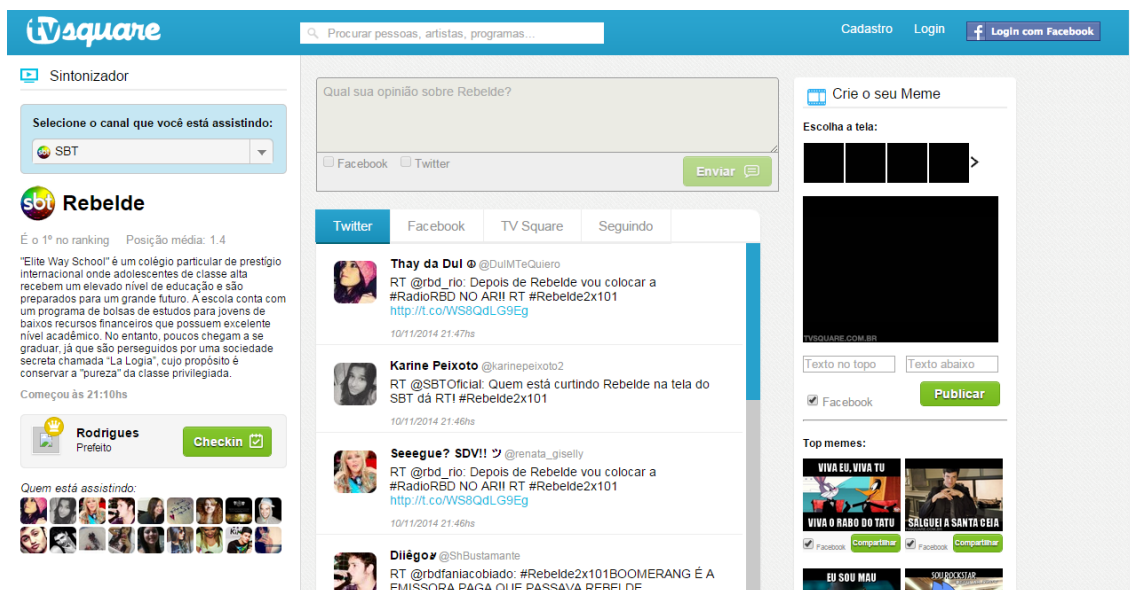 tvsquare
Procurar pessoas, artistas, programas...
Cadastro
Login
Login com Facebook
Sintonizador
Selecione o canal que você está assistindo:
SBT
sbt
Rebelde
É o 1º no ranking Posição média: 1.4
"Elite Way School" é um colégio particular de prestígio
internacional onde adolescentes de classe alta
recebem um elevado nível de educação e são
preparados para um grande futuro. A escola conta com
um programa de bolsas de estudos para jovens de
baixos recursos financeiros que possuem excelente
nível acadêmico. No entanto, poucos chegam a se
graduar, já que são perseguidos por uma sociedade
secreta chamada "La Logia", cujo propósito é
conservar a "pureza" da classe privilegiada.
Começou às 21:10hs
Rodrigues
Prefeito
Checkin
Quem está assistindo:
Qual sua opinião sobre Rebelde?
Facebook
Twitter
Enviar
Twitter
Facebook
TV Square
Seguindo
Thay da Dul ☮ @DulMTeQuiero
RT @rbd_rio: Depois de Rebelde vou colocar a
#RadioRBD NO AR!! RT #Rebelde2x101
http://t.co/WS8QdLG9Eg
10/11/2014 21:47hs
Karine Peixoto @karinepeixoto2
RT @SBTOficial: Quem está curtindo Rebelde na tela do
SBT dá RT! #Rebelde2x101
10/11/2014 21:46hs
Seeegue? SDV!! ツ @renata_giselly
RT @rbd_rio: Depois de Rebelde vou colocar a
#RadioRBD NO AR!! RT #Rebelde2x101
http://t.co/WS8QdLG9Eg
10/11/2014 21:46hs
Diiêgo @ShBustamante
RT @rbdfaniacobiado: #Rebelde2x101BOOMERANG É A
EMISSORA PAGA QUE PASSAVA REBELDE
Crie o seu Meme
Escolha a tela:
TVSQUARE.COM.BR
Texto no topo
Texto abaixo
Facebook
Publicar
Top memes:
VIVA EU, VIVA TU
VIVA O RABO DO TATU
Facebook
Compartilhar
SALGUEI A SANTA CEIA
Facebook
Compartilhar
EU SOU MAU
SOU ROCKSTAR